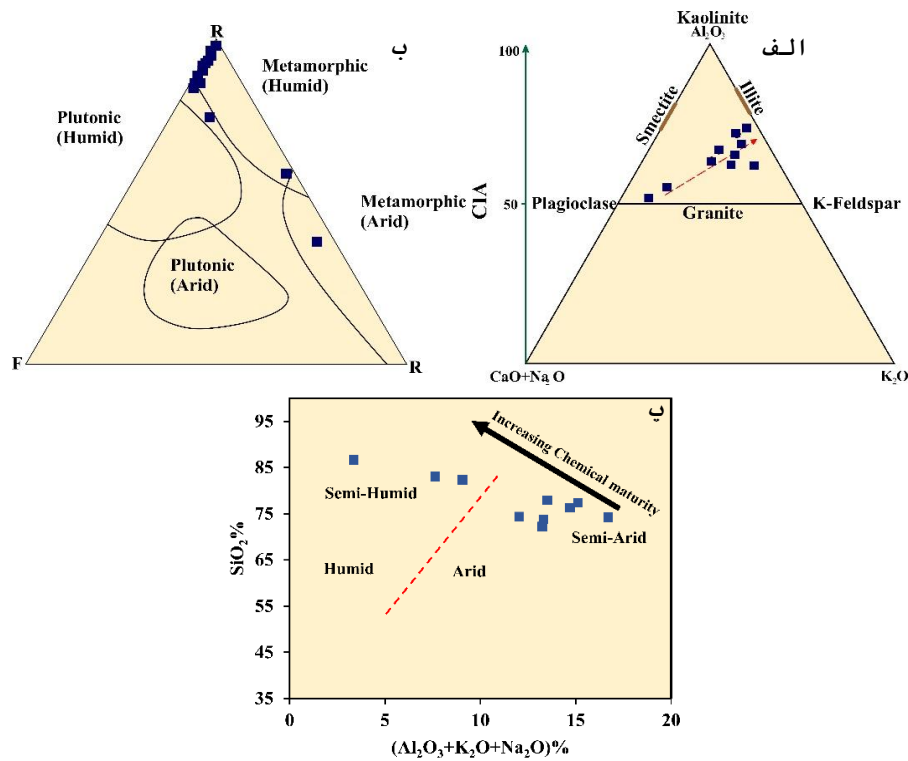 R
ب
Metamorphic
(Humid)
Plutonic
(Humid)
Metamorphic
(Arid)
Plutonic
(Arid)
F
R
Kaolinite
Al₂O₃
الف
100
Smectite
Illite
CIA
50
Plagioclase
Granite
K-Feldspar
CaO+Na₂O
K₂O
پ
95
85
75
65
55
45
35
SiO₂%
Increasing Chemical maturity
Semi-Humid
Semi-Arid
Humid
Arid
0
5
10
15
20
(Al₂O₃+K₂O+Na₂O)%